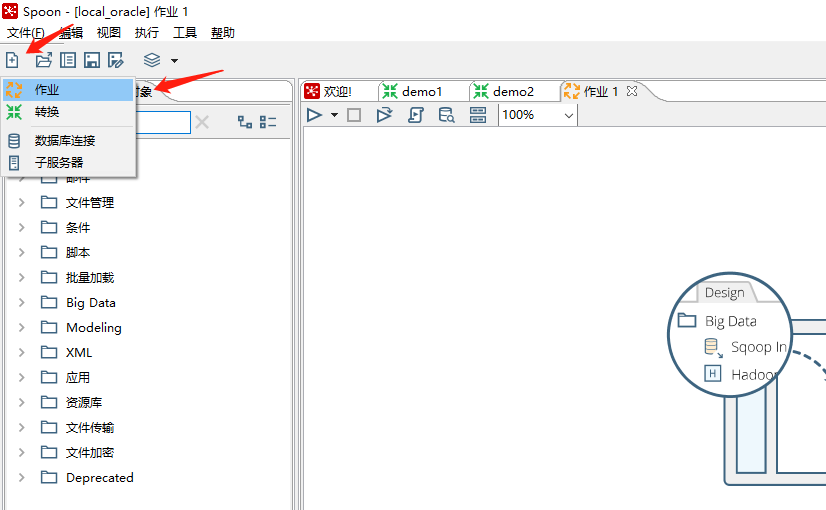 Spoon - [local_oracle] 作业 1
文件(F) 编辑 视图 执行 工具 帮助
作业
转换
数据库连接
子服务器
对象
邮件
文件管理
条件
脚本
批量加载
Big Data
Modeling
XML
应用
资源库
文件传输
文件加密
Deprecated
欢迎! demo1 demo2 作业 1
100%
Design
Big Data
Sqoop In
H Hadoop